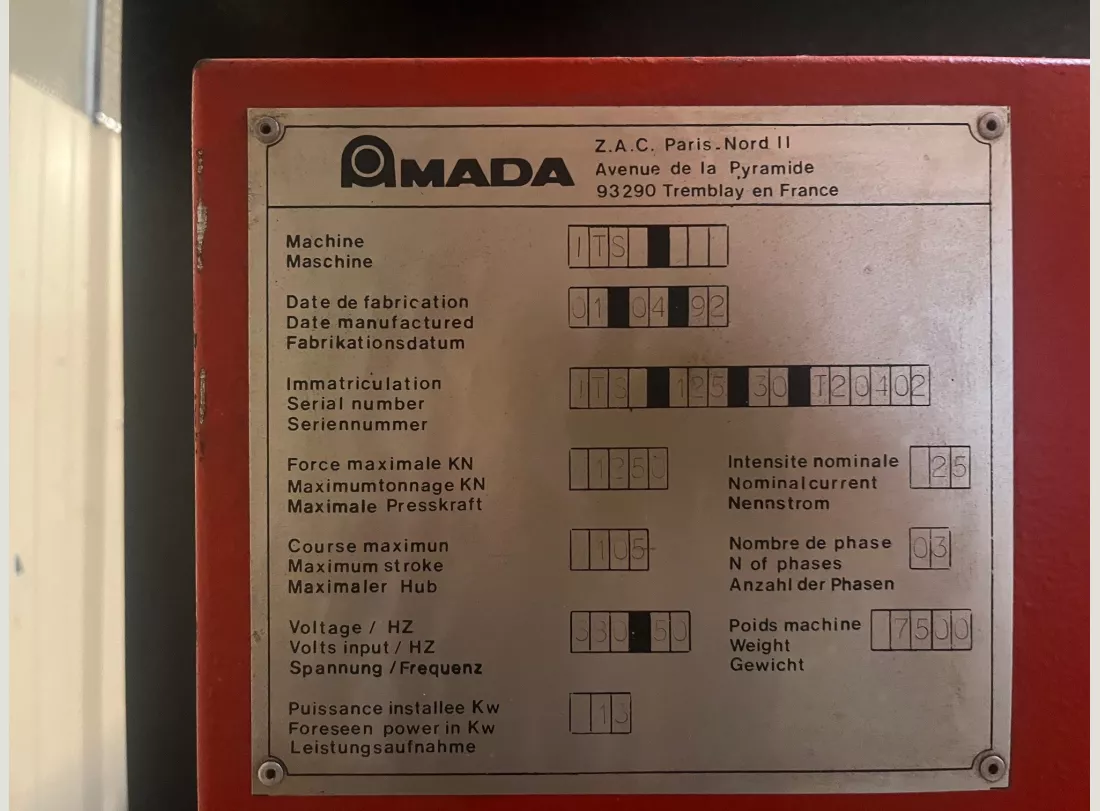 AMADA
Z.A.C. Paris-Nord II
Avenue de la Pyramide
93290 Tremblay en France
Machine
Maschine
ITS
Date de fabrication
Date manufactured
Fabrikationsdatum
01 04 92
Immatriculation
Serial number
Seriennummer
ITS 125 30 T20402
Force maximale KN
Maximumtonnage KN
Maximale Presskraft
1250
Intensite nominale
Nominalcurrent
Nennstrom
25
Course maximun
Maximum stroke
Maximaler Hub
105
Nombre de phase
N of phases
Anzahl der Phasen
03
Voltage / HZ
Volts input / HZ
Spannung / Frequenz
380 50
Poids machine
Weight
Gewicht
7500
Puissance installee Kw
Foreseen power in Kw
Leistungsaufnahme
13